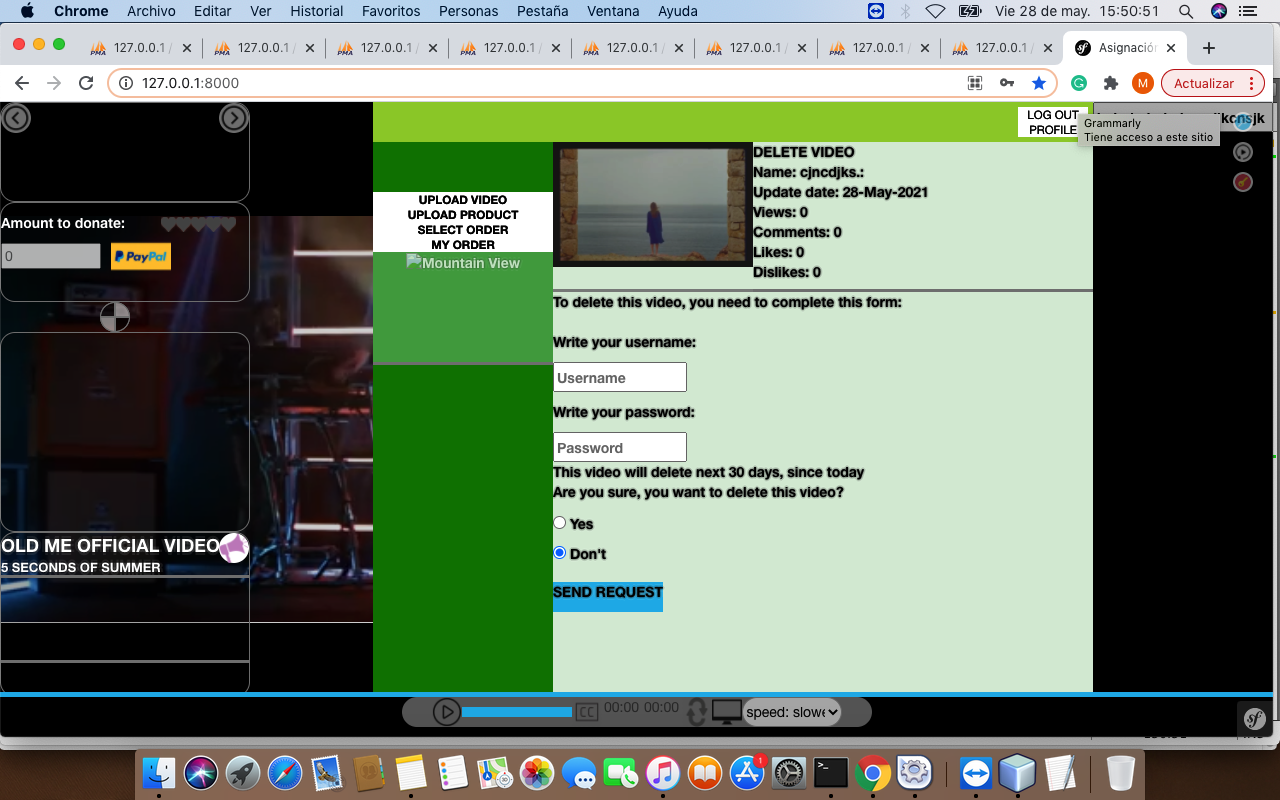 Chrome Archivo Editar Ver Historial Favoritos Personas Pestaña Ventana Ayuda
Vie 28 de may. 15:50:51
127.0.0.1 / 127.0.0.1 / 127.0.0.1 / 127.0.0.1 / 127.0.0.1 / 127.0.0.1 / 127.0.0.1 / 127.0.0.1 / Asignación
127.0.0.1:8000
M
Actualizar
LOG OUT
PROFILE
Grammarly
Tiene acceso a este sitio
Amount to donate:
0
PayPal
OLD ME OFFICIAL VIDEO
5 SECONDS OF SUMMER
UPLOAD VIDEO
UPLOAD PRODUCT
SELECT ORDER
MY ORDER
Mountain View
DELETE VIDEO
Name: cjncdjks.:
Update date: 28-May-2021
Views: 0
Comments: 0
Likes: 0
Dislikes: 0
To delete this video, you need to complete this form:
Write your username:
Username
Write your password:
Password
This video will delete next 30 days, since today
Are you sure, you want to delete this video?
Yes
Don't
SEND REQUEST
CC
00:00 00:00
speed: slowe
sf
1